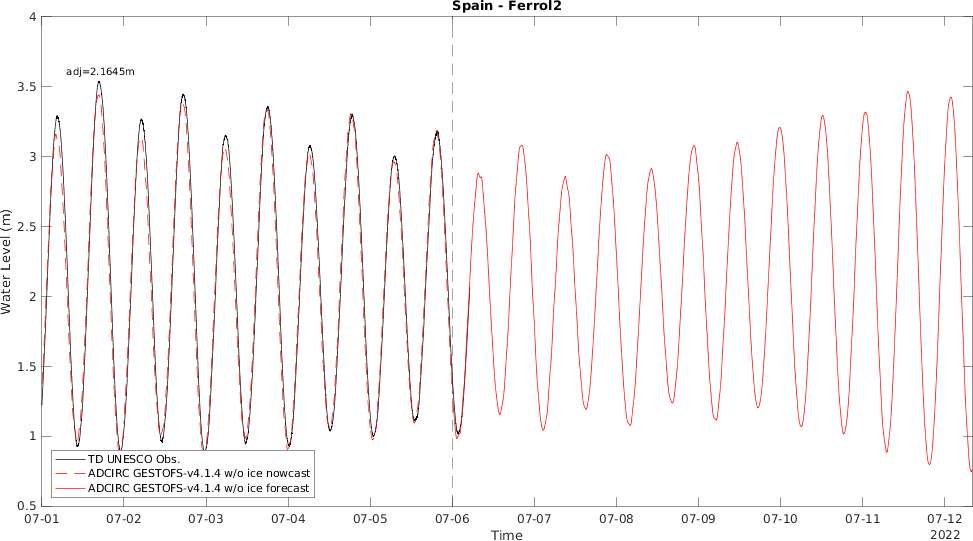 Spain - Ferrol2
adj=2.1645m
Water Level (m)
4
3.5
3
2.5
2
1.5
1
0.5
TD UNESCO Obs.
ADCIRC GESTOFS-v4.1.4 w/o ice nowcast
ADCIRC GESTOFS-v4.1.4 w/o ice forecast
07-01 07-02 07-03 07-04 07-05 07-06 07-07 07-08 07-09 07-10 07-11 07-12
2022
Time